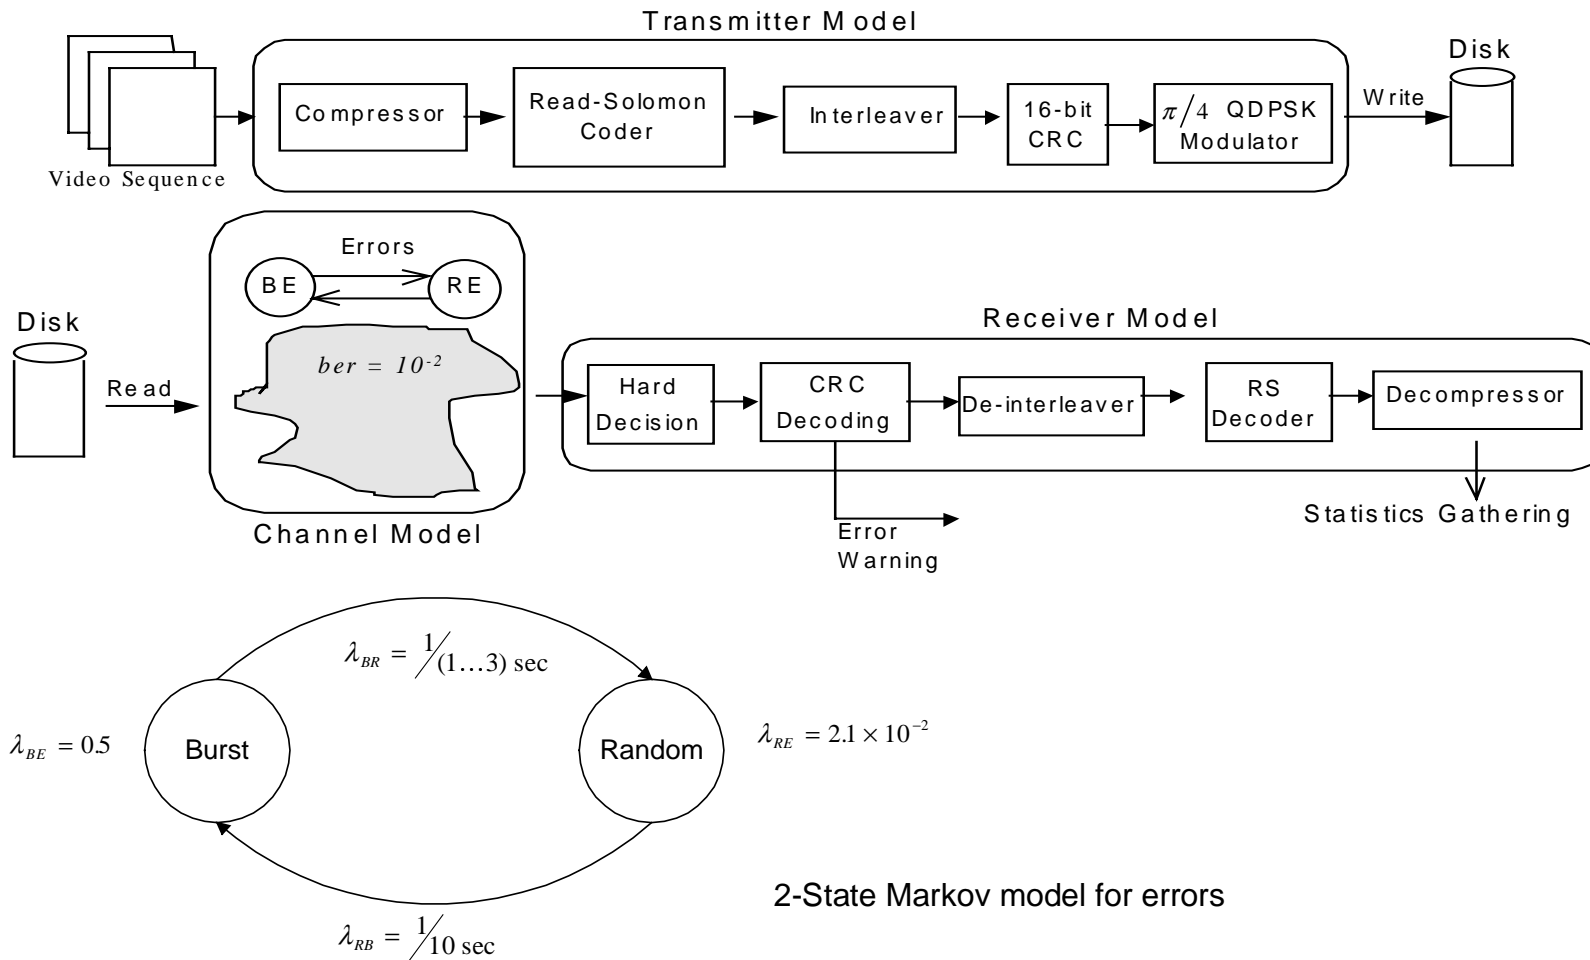 Transmitter Model
Disk
Compressor
Read-Solomon
Coder
Interleaver
16-bit
CRC
π/4 QDPSK
Modulator
Write
Video Sequence
Errors
BE
RE
Disk
Read
ber = 10⁻²
Channel Model
Receiver Model
Hard
Decision
CRC
Decoding
De-interleaver
RS
Decoder
Decompressor
Error
Warning
Statistics Gathering
λ_BR = 1/(1…3) sec
λ_BE = 0.5
Burst
Random
λ_RE = 2.1 × 10⁻²
λ_RB = 1/10 sec
2-State Markov model for errors